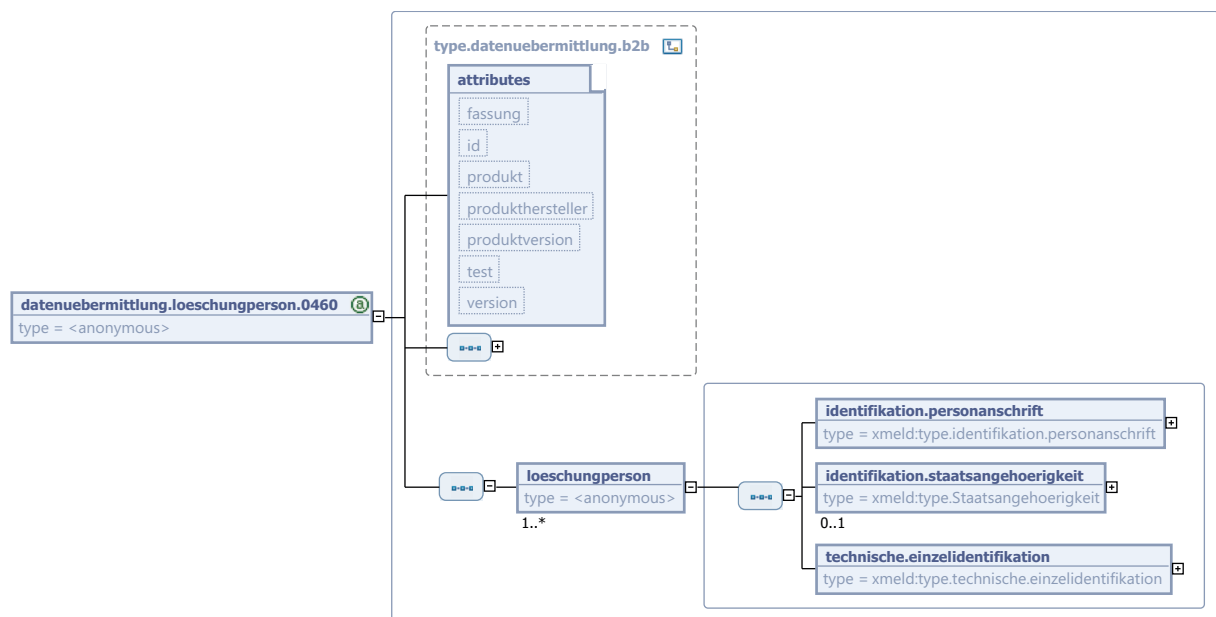 type.datenuebermittlung.b2b
attributes
fassung
id
produkt
produkthersteller
produktversion
test
version
datenuebermittlung.loeschungperson.0460 a
type = <anonymous>
loeschungperson
type = <anonymous>
1..*
identifikation.personanschrift
type = xmeld:type.identifikation.personanschrift
identifikation.staatsangehoerigkeit
type = xmeld:type.Staatsangehoerigkeit
0..1
technische.einzelidentifikation
type = xmeld:type.technische.einzelidentifikation